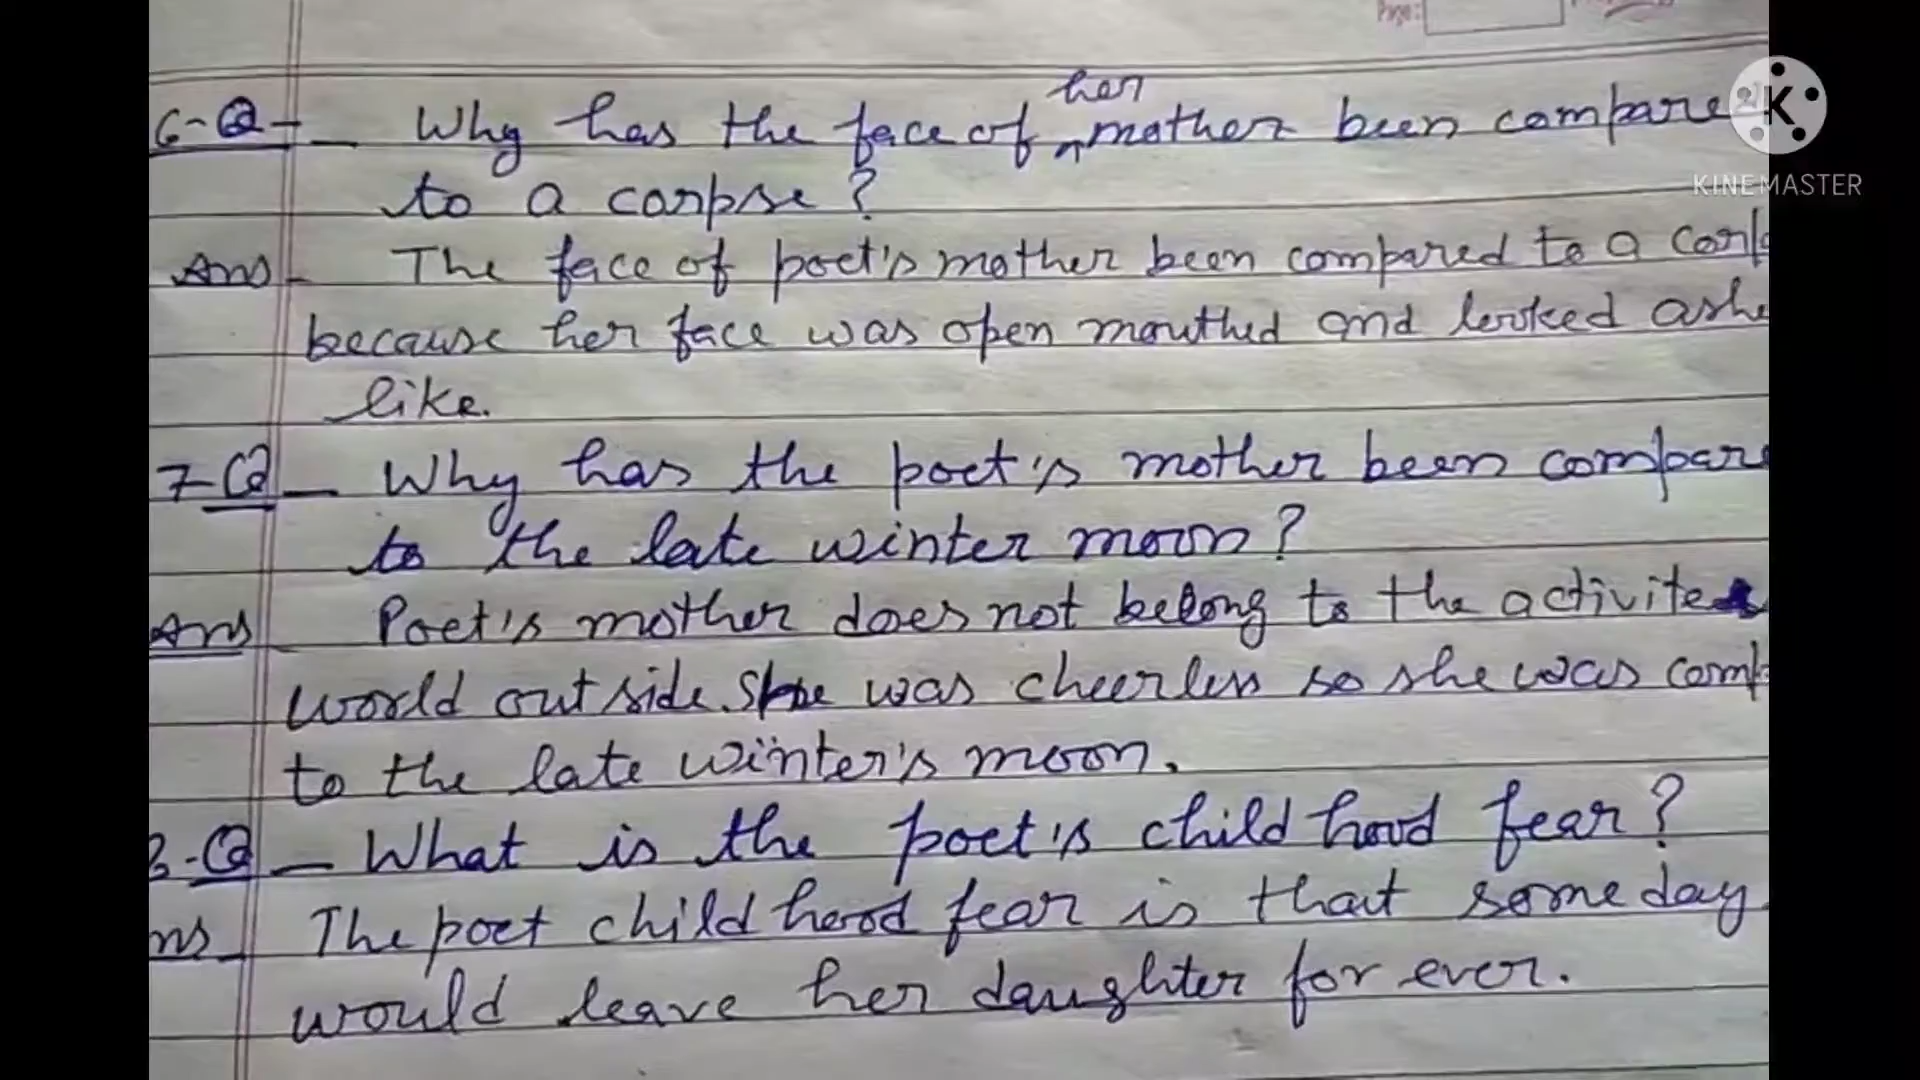 Page:
6-Q- Why has the face of her mother been compared
to a corpse?
Ans- The face of poet's mother been compared to a corp
because her face was open mouthed and looked ashe
like.
7-Q- Why has the poet's mother been compare
to the late winter moon?
Ans Poet's mother does not belong to the activites
world outside. She was cheerless so she was comp
to the late winter's moon.
Q- What is the poet's child hood fear?
ns- The poet child hood fear is that some day
would leave her daughter for ever.
K
KINEMASTER